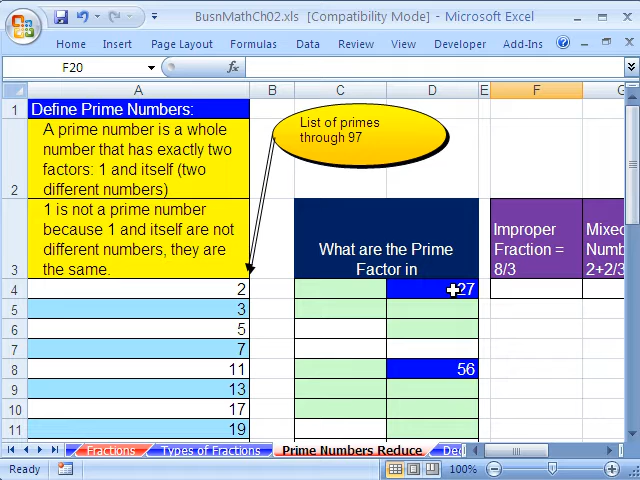 BusnMathCh02.xls [Compatibility Mode] - Microsoft Excel
Home Insert Page Layout Formulas Data Review View Developer Add-Ins
F20 fx
A B C D E F G
1 Define Prime Numbers:
List of primes
through 97
2 A prime number is a whole
number that has exactly two
factors: 1 and itself (two
different numbers)
3 1 is not a prime number
because 1 and itself are not
different numbers, they are
the same.
What are the Prime
Factor in
Improper
Fraction =
8/3
Mixed
Numb
2+2/3
4 2 27
5 3
6 5
7 7
8 11 56
9 13
10 17
11 19
Fractions Types of Fractions Prime Numbers Reduce De
Ready 100%